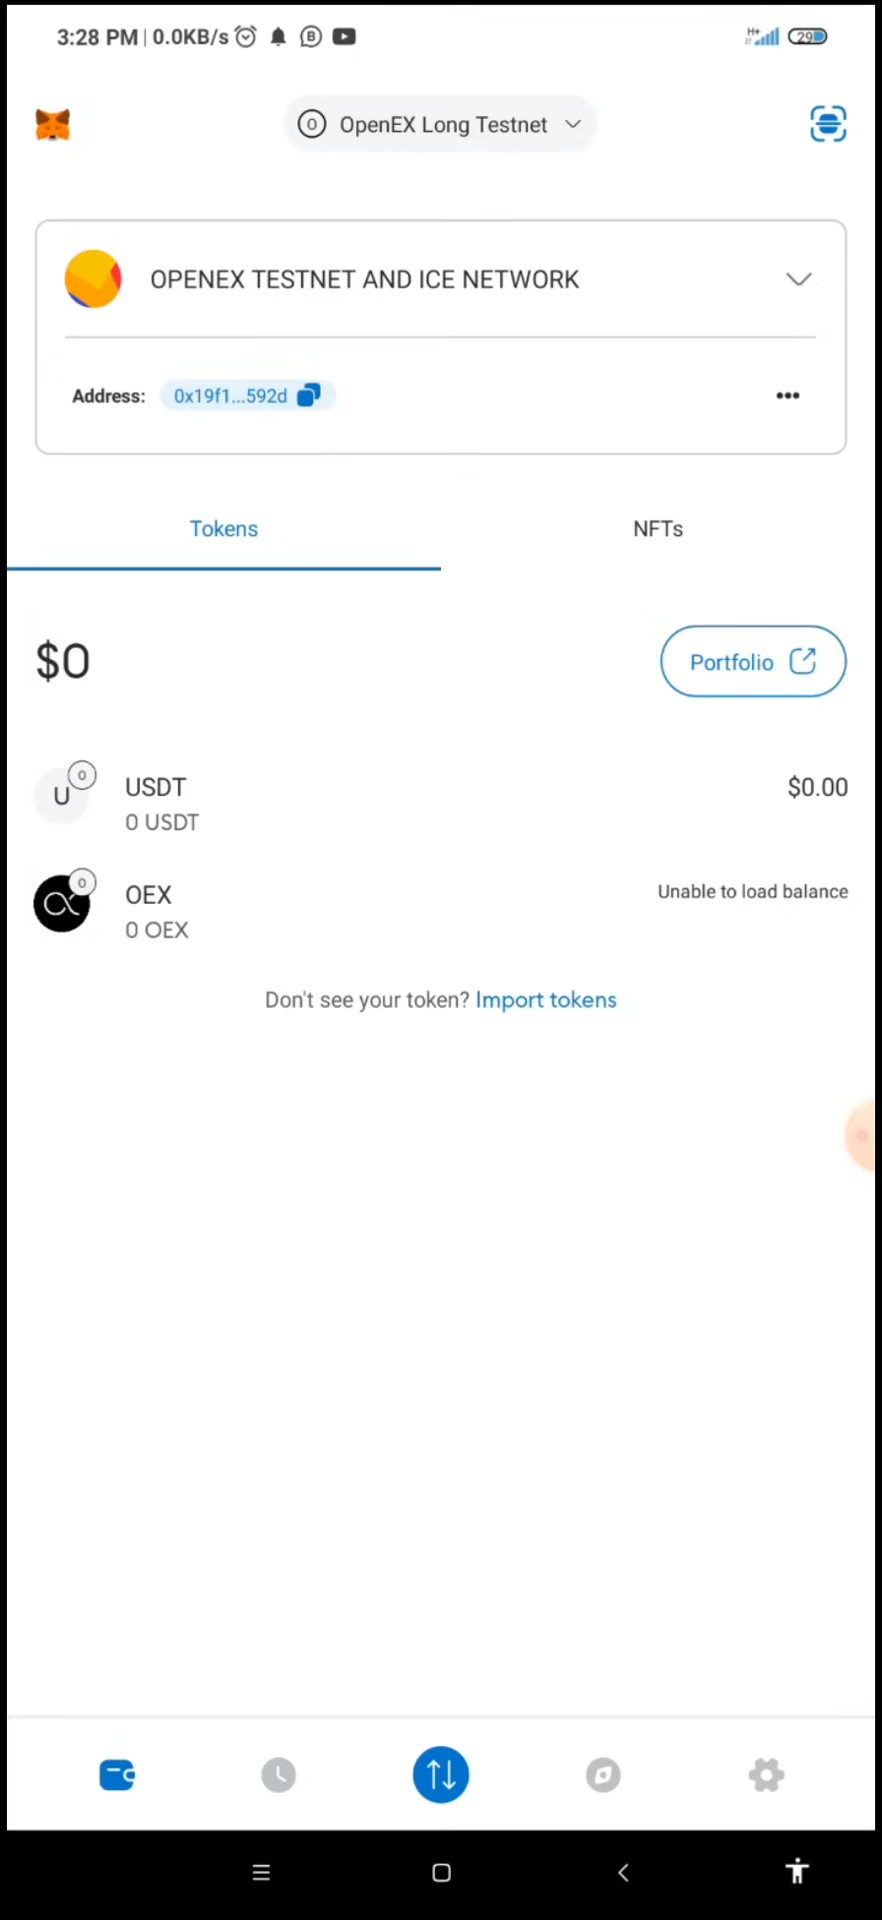 3:28 PM | 0.0KB/s B H+ 29
O OpenEX Long Testnet
OPENEX TESTNET AND ICE NETWORK
Address: 0x19f1...592d
Tokens NFTs
$0 Portfolio
U O USDT $0.00
0 USDT
O OEX Unable to load balance
0 OEX
Don't see your token? Import tokens